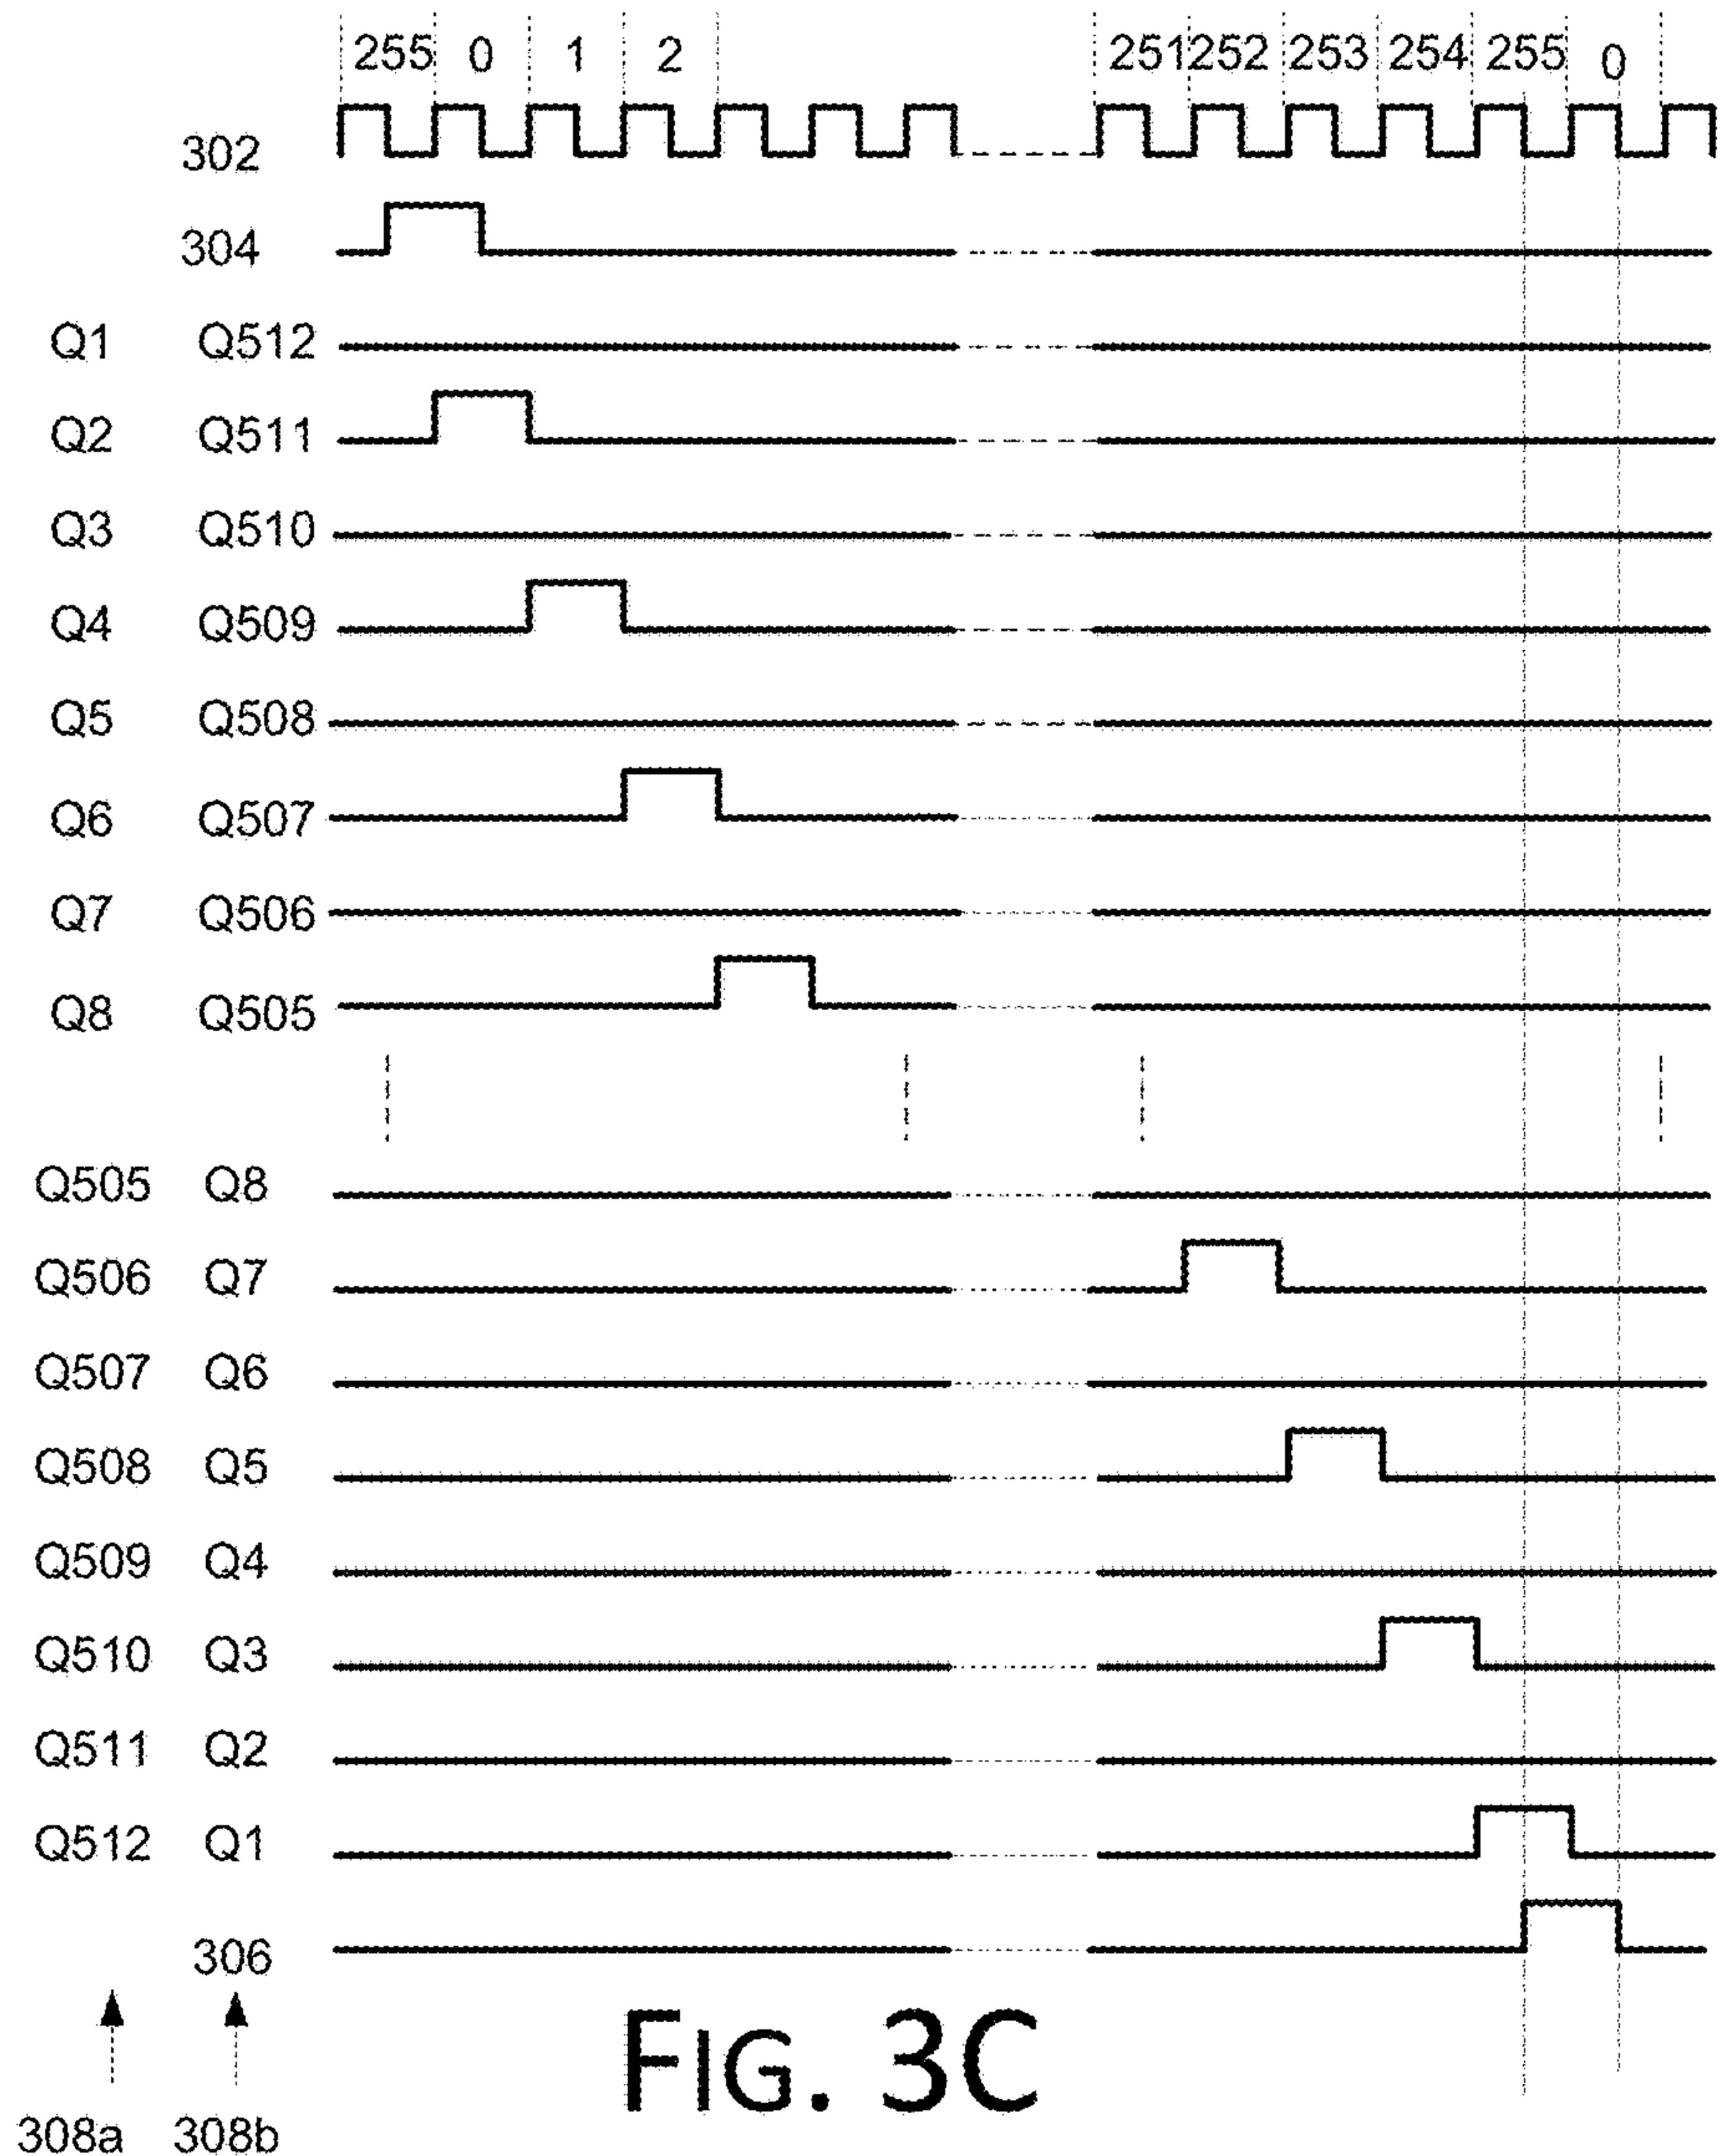 255 0 1 2 251 252 253 254 255 0
302
304
Q1 Q512
Q2 Q511
Q3 Q510
Q4 Q509
Q5 Q508
Q6 Q507
Q7 Q506
Q8 Q505
Q505 Q8
Q506 Q7
Q507 Q6
Q508 Q5
Q509 Q4
Q510 Q3
Q511 Q2
Q512 Q1
306
308a 308b
FIG. 3C